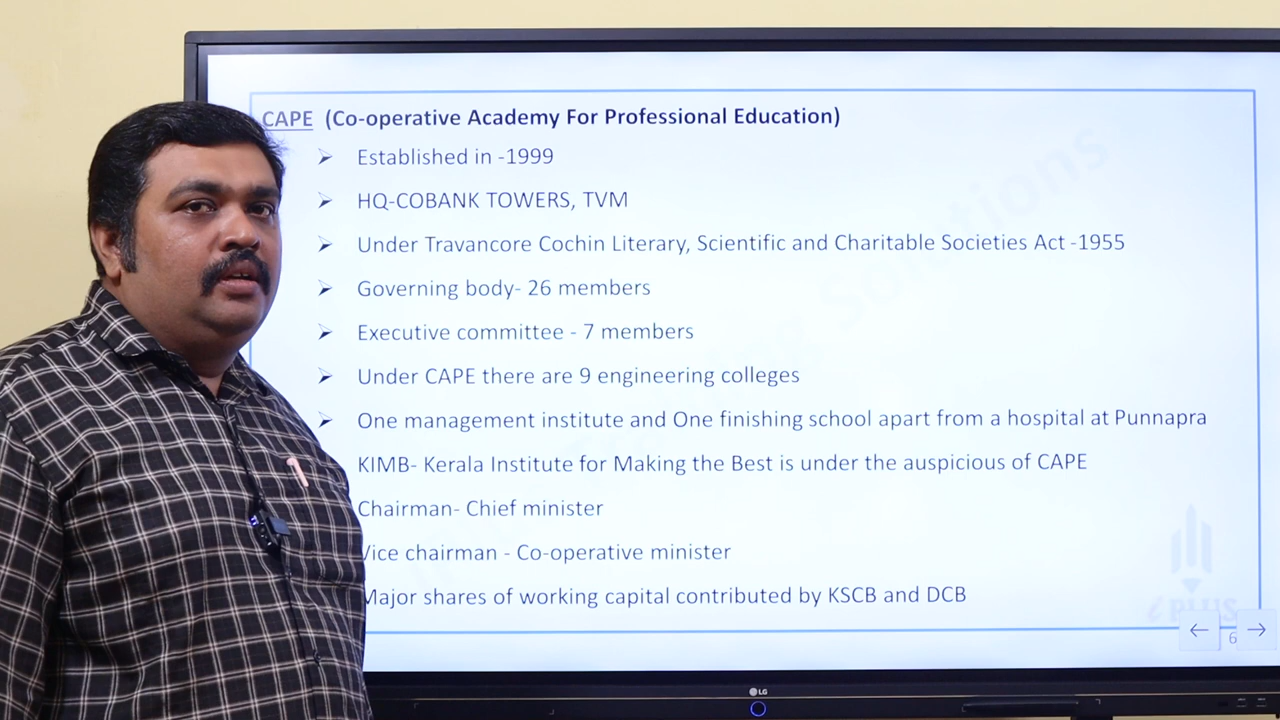 CAPE (Co-operative Academy For Professional Education)
➢ Established in -1999
➢ HQ-COBANK TOWERS, TVM
➢ Under Travancore Cochin Literary, Scientific and Charitable Societies Act -1955
➢ Governing body- 26 members
➢ Executive committee - 7 members
➢ Under CAPE there are 9 engineering colleges
➢ One management institute and One finishing school apart from a hospital at Punnapra
KIMB- Kerala Institute for Making the Best is under the auspicious of CAPE
Chairman- Chief minister
Vice chairman - Co-operative minister
Major shares of working capital contributed by KSCB and DCB
i PLUS
← 6 →
LG